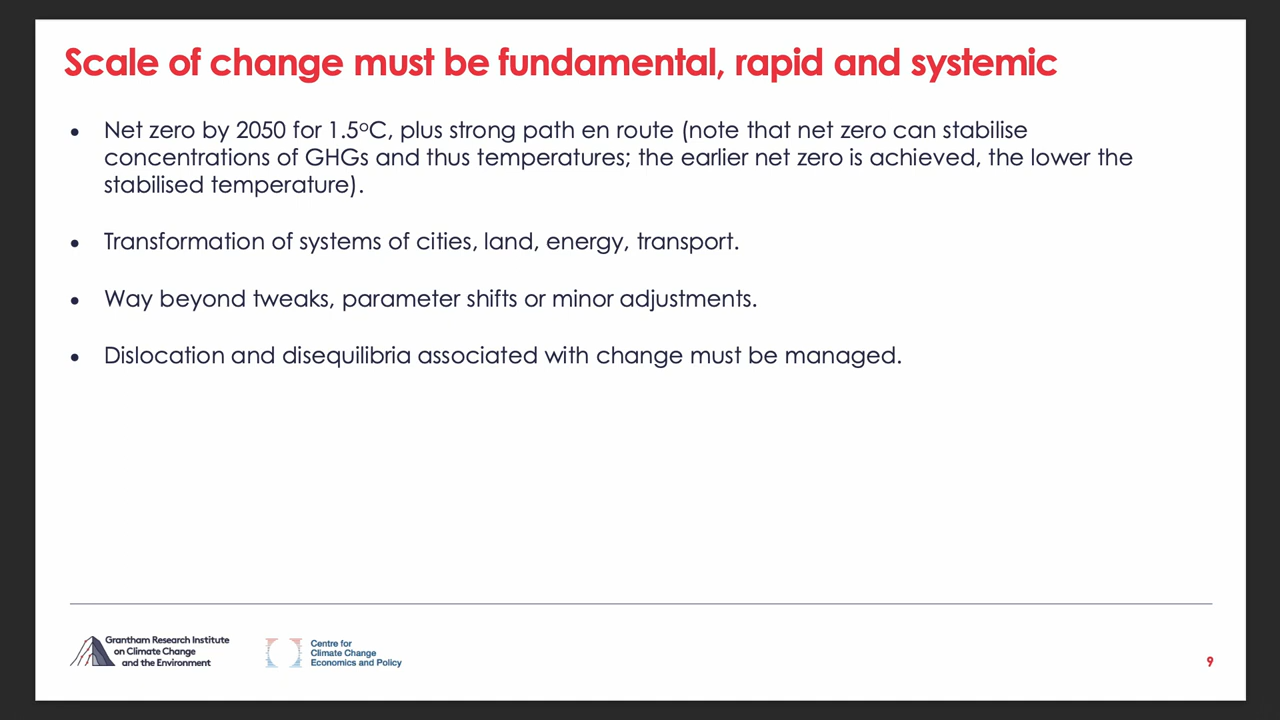 Scale of change must be fundamental, rapid and systemic
• Net zero by 2050 for 1.5ºC, plus strong path en route (note that net zero can stabilise
concentrations of GHGs and thus temperatures; the earlier net zero is achieved, the lower the
stabilised temperature).
• Transformation of systems of cities, land, energy, transport.
• Way beyond tweaks, parameter shifts or minor adjustments.
• Dislocation and disequilibria associated with change must be managed.
Grantham Research Institute
on Climate Change
and the Environment
Centre for
Climate Change
Economics and Policy
9